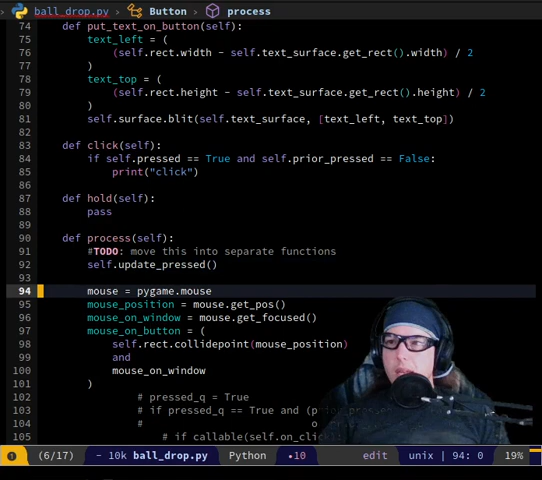 ball_drop.py > Button > process
74 def put_text_on_button(self):
75 text_left = (
76 (self.rect.width - self.text_surface.get_rect().width) / 2
77 )
78 text_top = (
79 (self.rect.height - self.text_surface.get_rect().height) / 2
80 )
81 self.surface.blit(self.text_surface, [text_left, text_top])
82
83 def click(self):
84 if self.pressed == True and self.prior_pressed == False:
85 print("click")
86
87 def hold(self):
88 pass
89
90 def process(self):
91 #TODO: move this into separate functions
92 self.update_pressed()
93
94 mouse = pygame.mouse
95 mouse_position = mouse.get_pos()
96 mouse_on_window = mouse.get_focused()
97 mouse_on_button = (
98 self.rect.collidepoint(mouse_position)
99 and
100 mouse_on_window
101 )
102 # pressed_q = True
103 # if pressed_q == True and
104 #
105 # if callable(self.on_click
(6/17) - 10k ball_drop.py Python •10 edit unix | 94: 0 19%